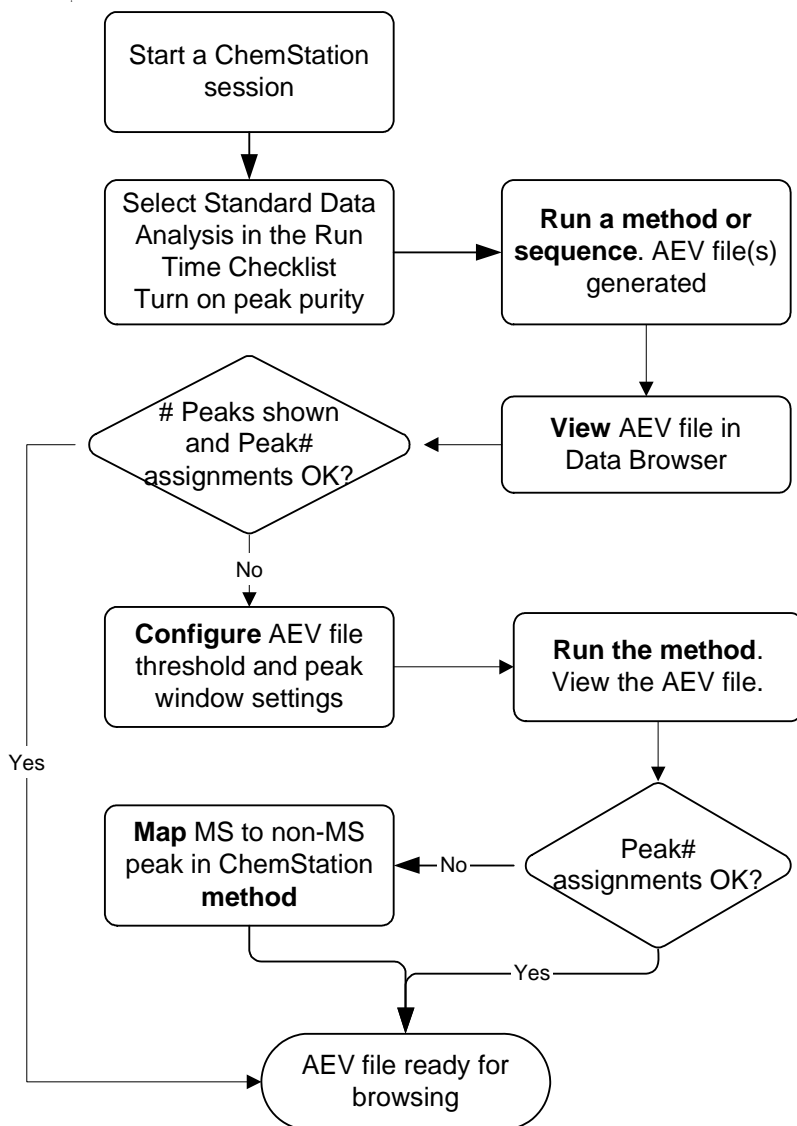 Start a ChemStation
session
Select Standard Data
Analysis in the Run
Time Checklist
Turn on peak purity
Run a method or
sequence. AEV file(s)
generated
View AEV file in
Data Browser
# Peaks shown
and Peak#
assignments OK?
No
Yes
Configure AEV file
threshold and peak
window settings
Run the method.
View the AEV file.
Peak#
assignments OK?
No
Map MS to non-MS
peak in ChemStation
method
Yes
AEV file ready for
browsing